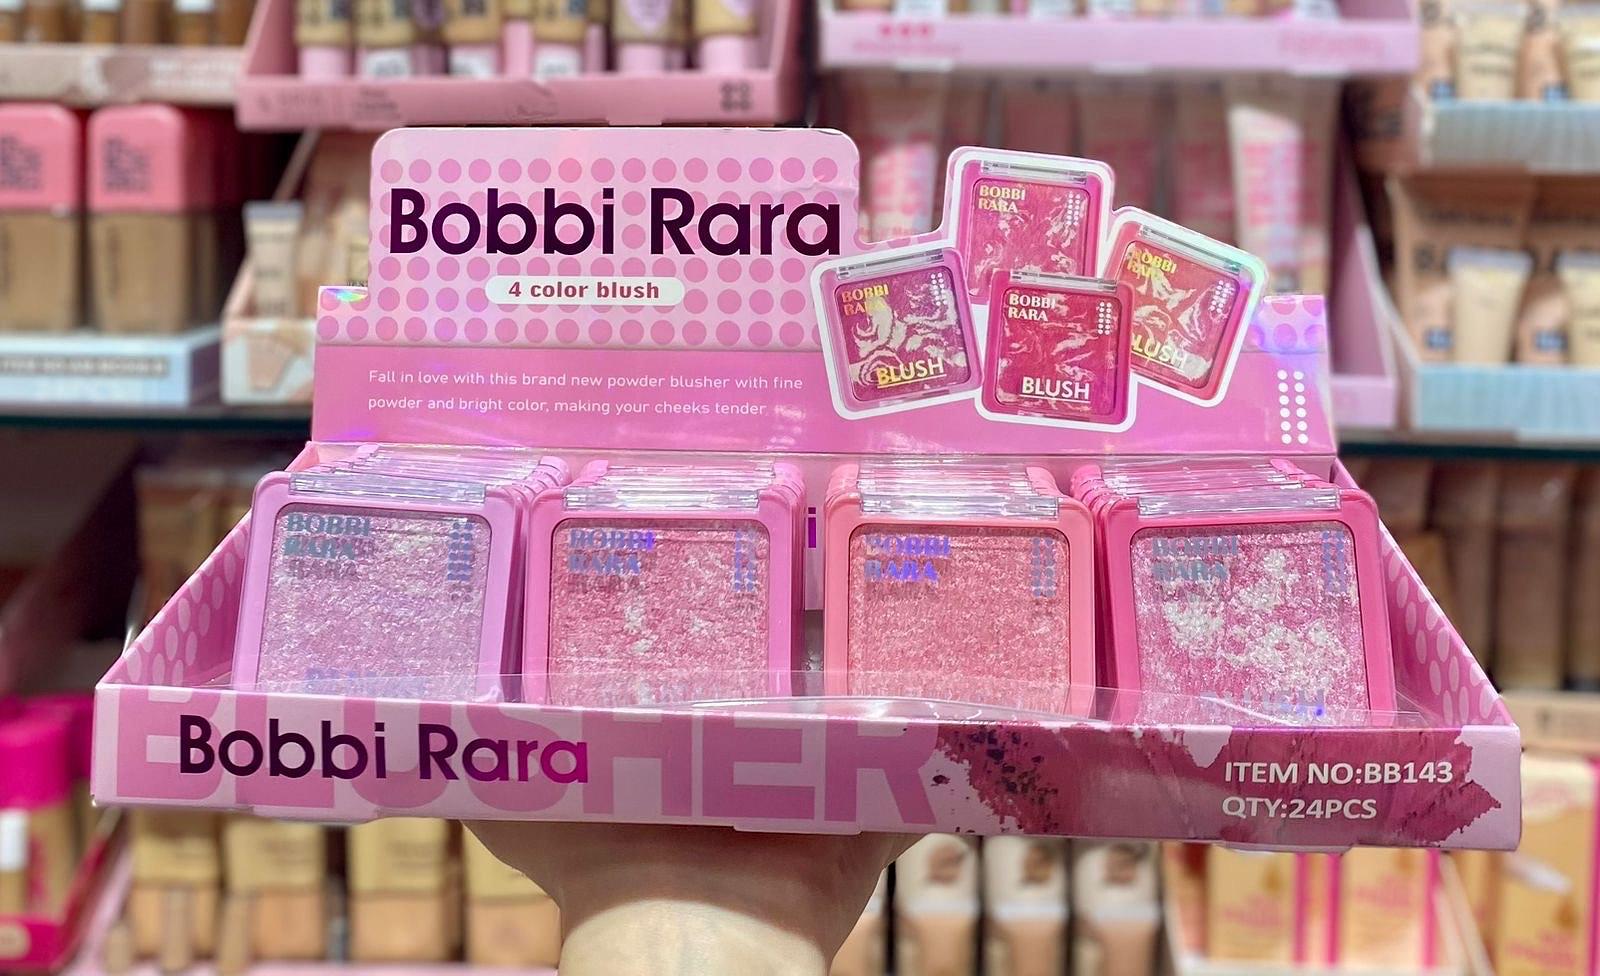 Bobbi Rara
4 color blush
Fall in love with this brand new powder blusher with fine
powder and bright color, making your cheeks tender
BOBBI
RARA
BOBBI
RARA
BLUSH
BOBBI
RARA
BLUSH
BOBBI
RARA
BLUSH
BOBBI
RARA
BOBBI
RARA
BOBBI
RARA
BOBBI
RARA
BLUSH
BLUSHER
Bobbi Rara
ITEM NO:BB143
QTY:24PCS